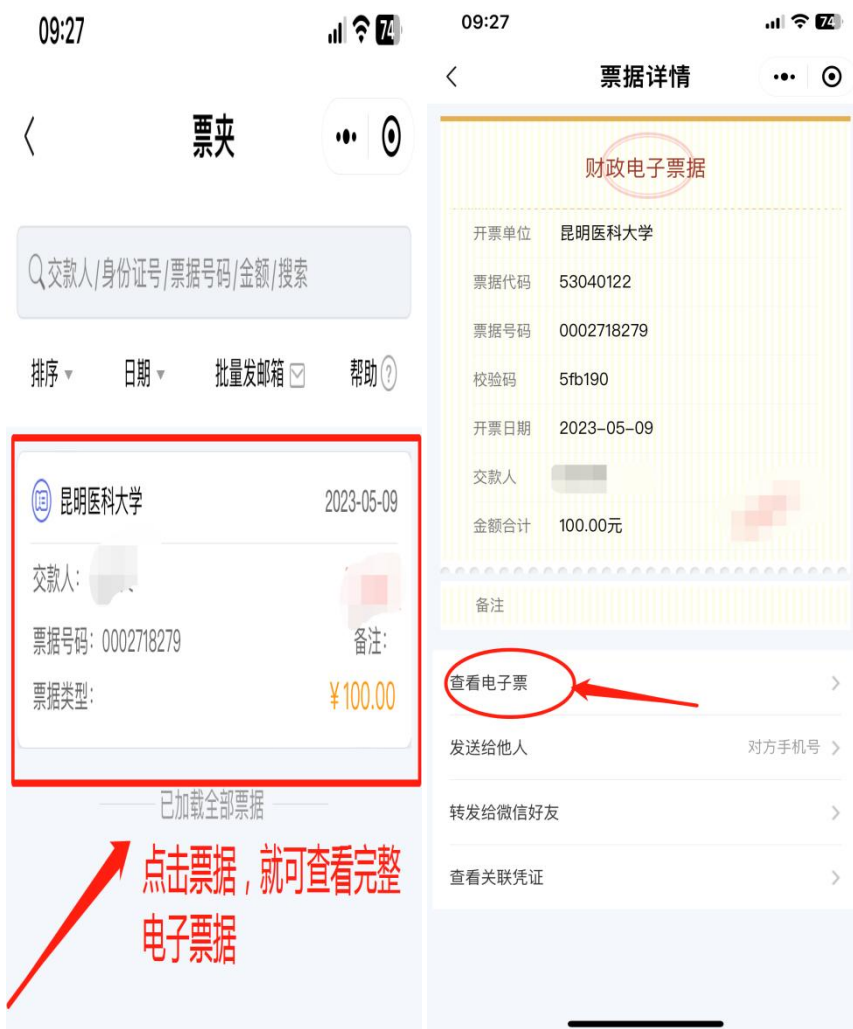 09:27
74
票夹
交款人/身份证号/票据号码/金额/搜索
排序
日期
批量发邮箱
帮助?
昆明医科大学
2023-05-09
交款人:
票据号码: 0002718279
备注:
票据类型:
¥100.00
已加载全部票据
点击票据，就可查看完整
电子票据
09:27
74
票据详情
财政电子票据
开票单位 昆明医科大学
票据代码 53040122
票据号码 0002718279
校验码 5fb190
开票日期 2023-05-09
交款人
金额合计 100.00元
备注
查看电子票
发送给他人 对方手机号
转发给微信好友
查看关联凭证